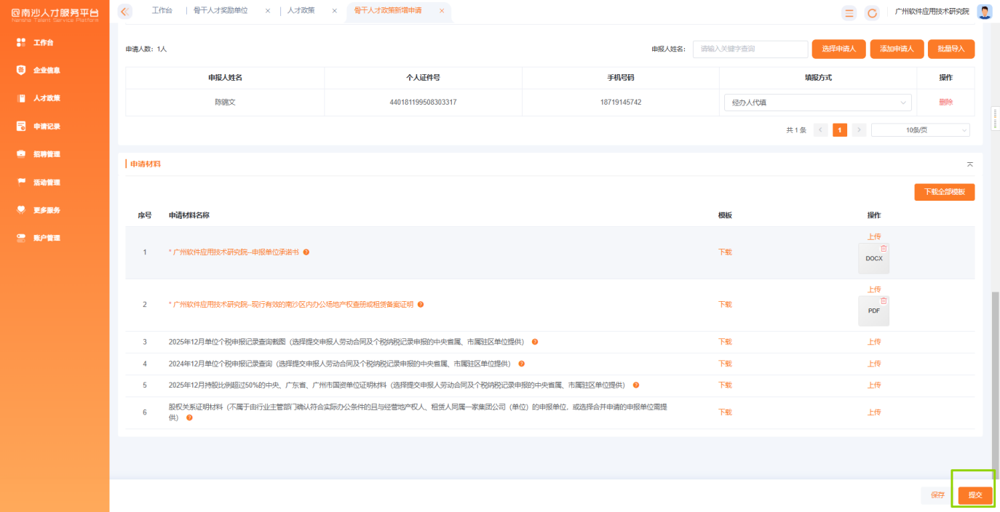 @南沙人才服务平台
Nansha Talent Service Platform
工作台
企业信息
人才政策
申请记录
招聘管理
活动管理
更多服务
账户管理
工作台
骨干人才奖励单位 ×
人才政策 ×
骨干人才政策新增申请 ×
广州软件应用技术研究院
申请人数：1人
申报人姓名： 请输入关键字查询 选择申请人 添加申请人 批量导入
申报人姓名 个人证件号 手机号码 填报方式 操作
陈锦文 440181199508303317 18719145742 经办人代填 删除
共 1 条 < 1 > 10条/页
申请材料
下载全部模板
序号 申请材料名称 模板 操作
1 * 广州软件应用技术研究院--申报单位承诺书 ? 下载 上传
DOCX
2 * 广州软件应用技术研究院--现行有效的南沙区内办公场地产权查册或租赁备案证明 ? 下载 上传
PDF
3 2025年12月单位个税申报记录查询截图（选择提交申报人劳动合同及个税纳税记录申报的中央省属、市属驻区单位提供） ? 下载 上传
4 2024年12月单位个税申报记录查询（选择提交申报人劳动合同及个税纳税记录申报的中央省属、市属驻区单位提供） ? 下载 上传
5 2025年12月持股比例超过50%的中央、广东省、广州市国资单位证明材料（选择提交申报人劳动合同及个税纳税记录申报的中央省属、市属驻区单位提供） ? 下载 上传
6 股权关系证明材料（不属于由行业主管部门确认符合实际办公条件的且与经营地产权人、租赁人同属一家集团公司（单位）的申报单位，或选择合并申请的申报单位需提
供） ? 下载 上传
保存 提交